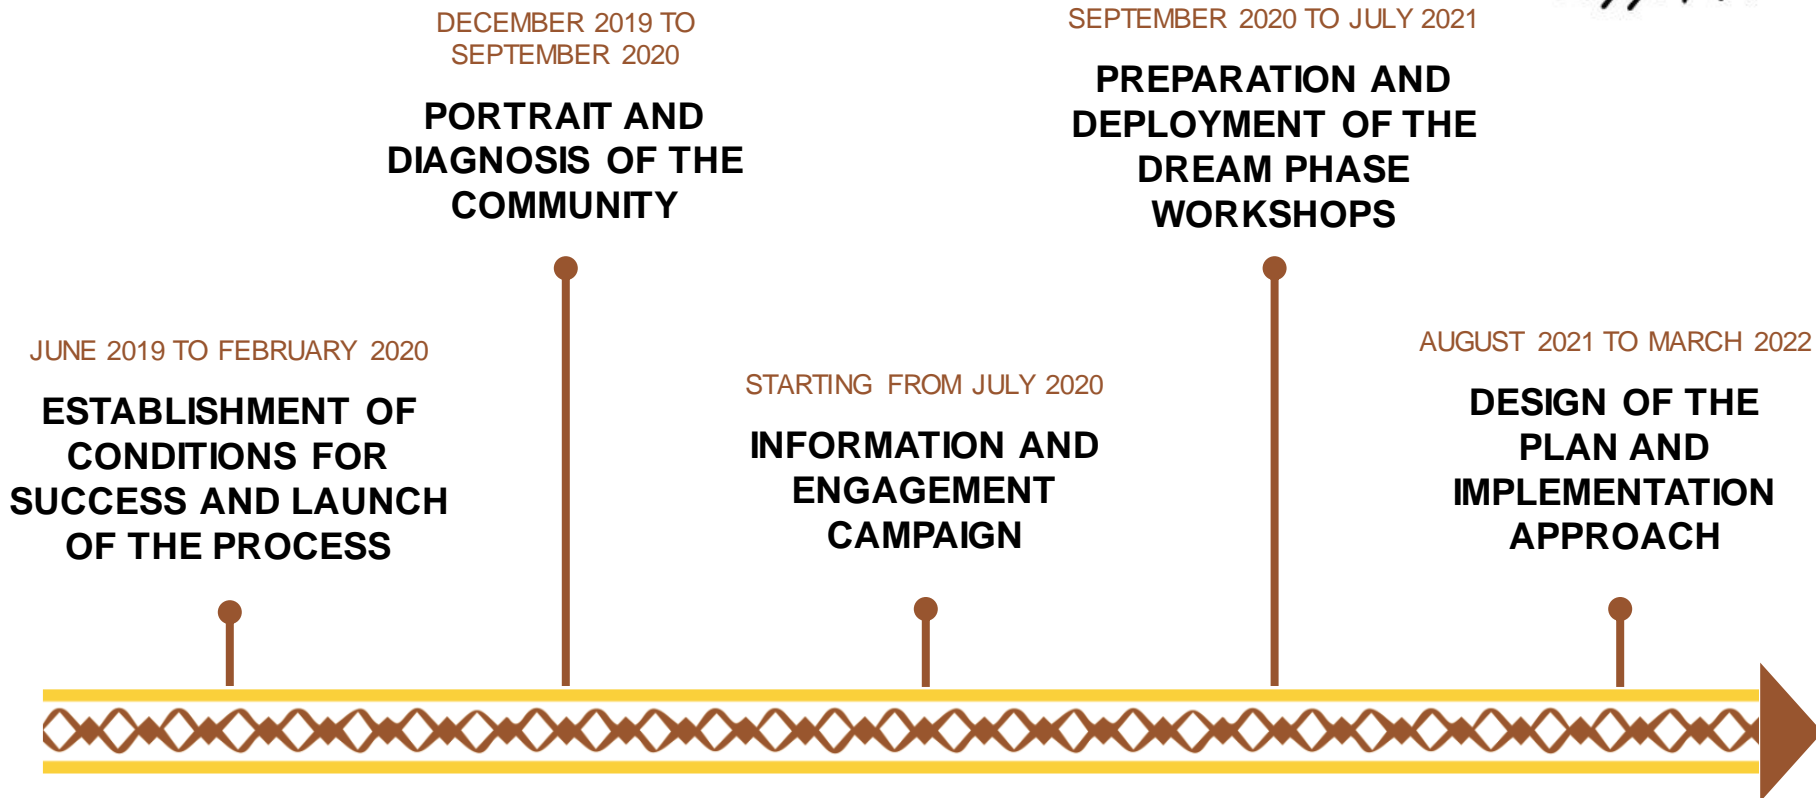 DECEMBER 2019 TO
SEPTEMBER 2020
PORTRAIT AND
DIAGNOSIS OF THE
COMMUNITY
SEPTEMBER 2020 TO JULY 2021
PREPARATION AND
DEPLOYMENT OF THE
DREAM PHASE
WORKSHOPS
JUNE 2019 TO FEBRUARY 2020
ESTABLISHMENT OF
CONDITIONS FOR
SUCCESS AND LAUNCH
OF THE PROCESS
STARTING FROM JULY 2020
INFORMATION AND
ENGAGEMENT
CAMPAIGN
AUGUST 2021 TO MARCH 2022
DESIGN OF THE
PLAN AND
IMPLEMENTATION
APPROACH